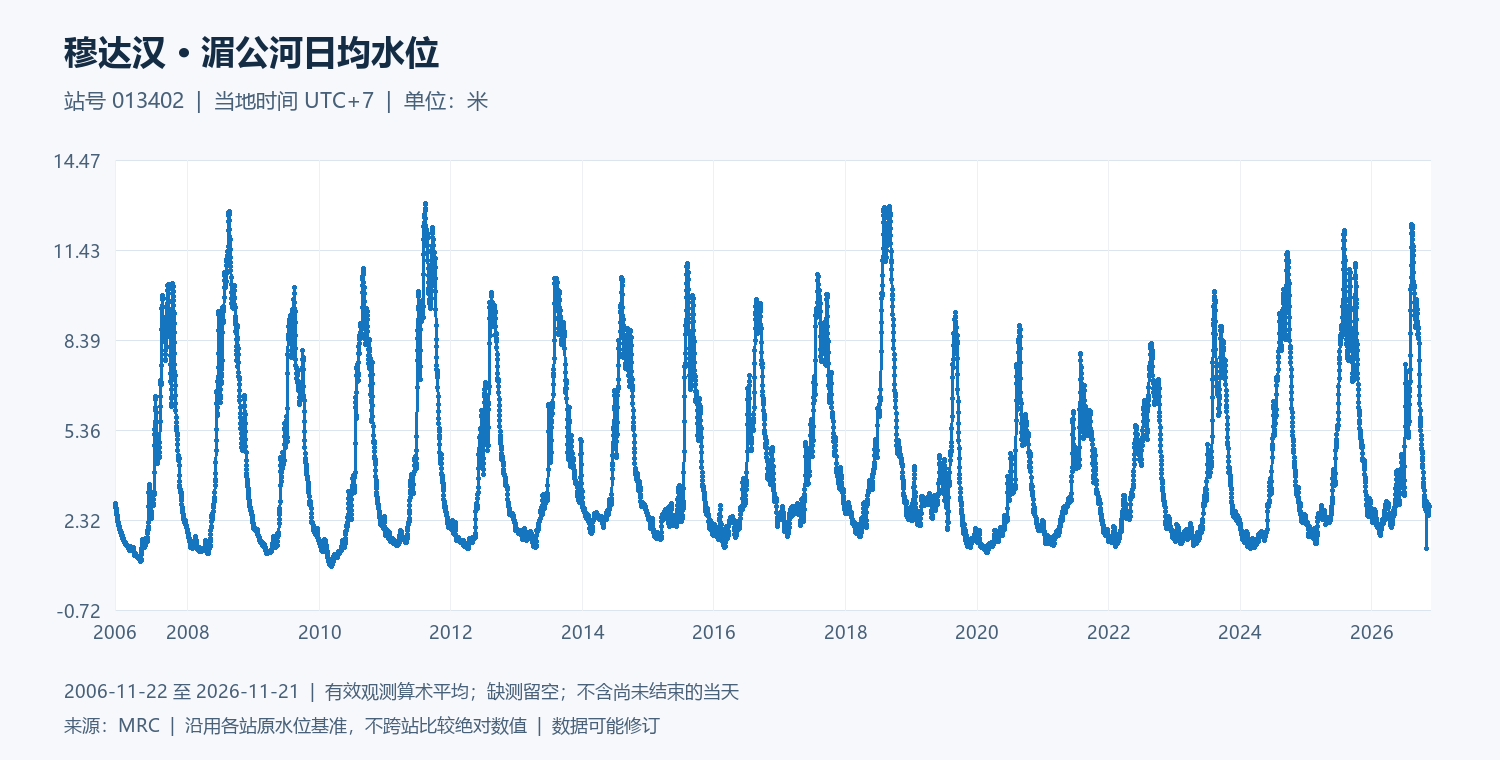 穆达汉 • 湄公河日均水位
站号 013402 | 当地时间 UTC+7 | 单位：米
14.47
11.43
8.39
5.36
2.32
-0.72
2006 2008 2010 2012 2014 2016 2018 2020 2022 2024 2026
2006-11-22 至 2026-11-21 | 有效观测算术平均；缺测留空；不含尚未结束的当天
来源：MRC | 沿用各站原水位基准，不跨站比较绝对数值 | 数据可能修订